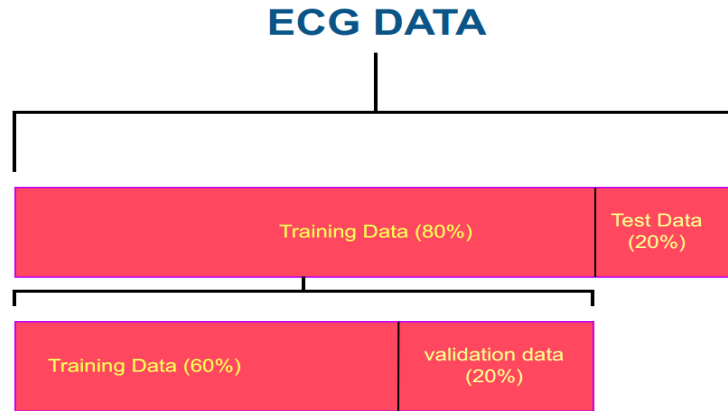 ECG DATA
Training Data (80%)
Test Data
(20%)
Training Data (60%)
validation data
(20%)